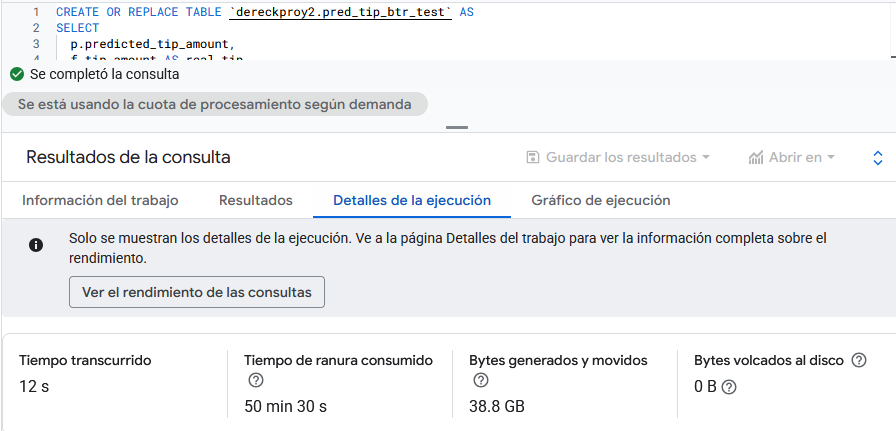 1 CREATE OR REPLACE TABLE `dereckproy2.pred_tip_btr_test` AS
2 SELECT
3 p.predicted_tip_amount,
4 f.tip_amount AS real_tip,
Se completó la consulta
Se está usando la cuota de procesamiento según demanda
Resultados de la consulta
Guardar los resultados
Abrir en
Información del trabajo
Resultados
Detalles de la ejecución
Gráfico de ejecución
Solo se muestran los detalles de la ejecución. Ve a la página Detalles del trabajo para ver la información completa sobre el
rendimiento.
Ver el rendimiento de las consultas
Tiempo transcurrido
12 s
Tiempo de ranura consumido
50 min 30 s
Bytes generados y movidos
38.8 GB
Bytes volcados al disco
0 B